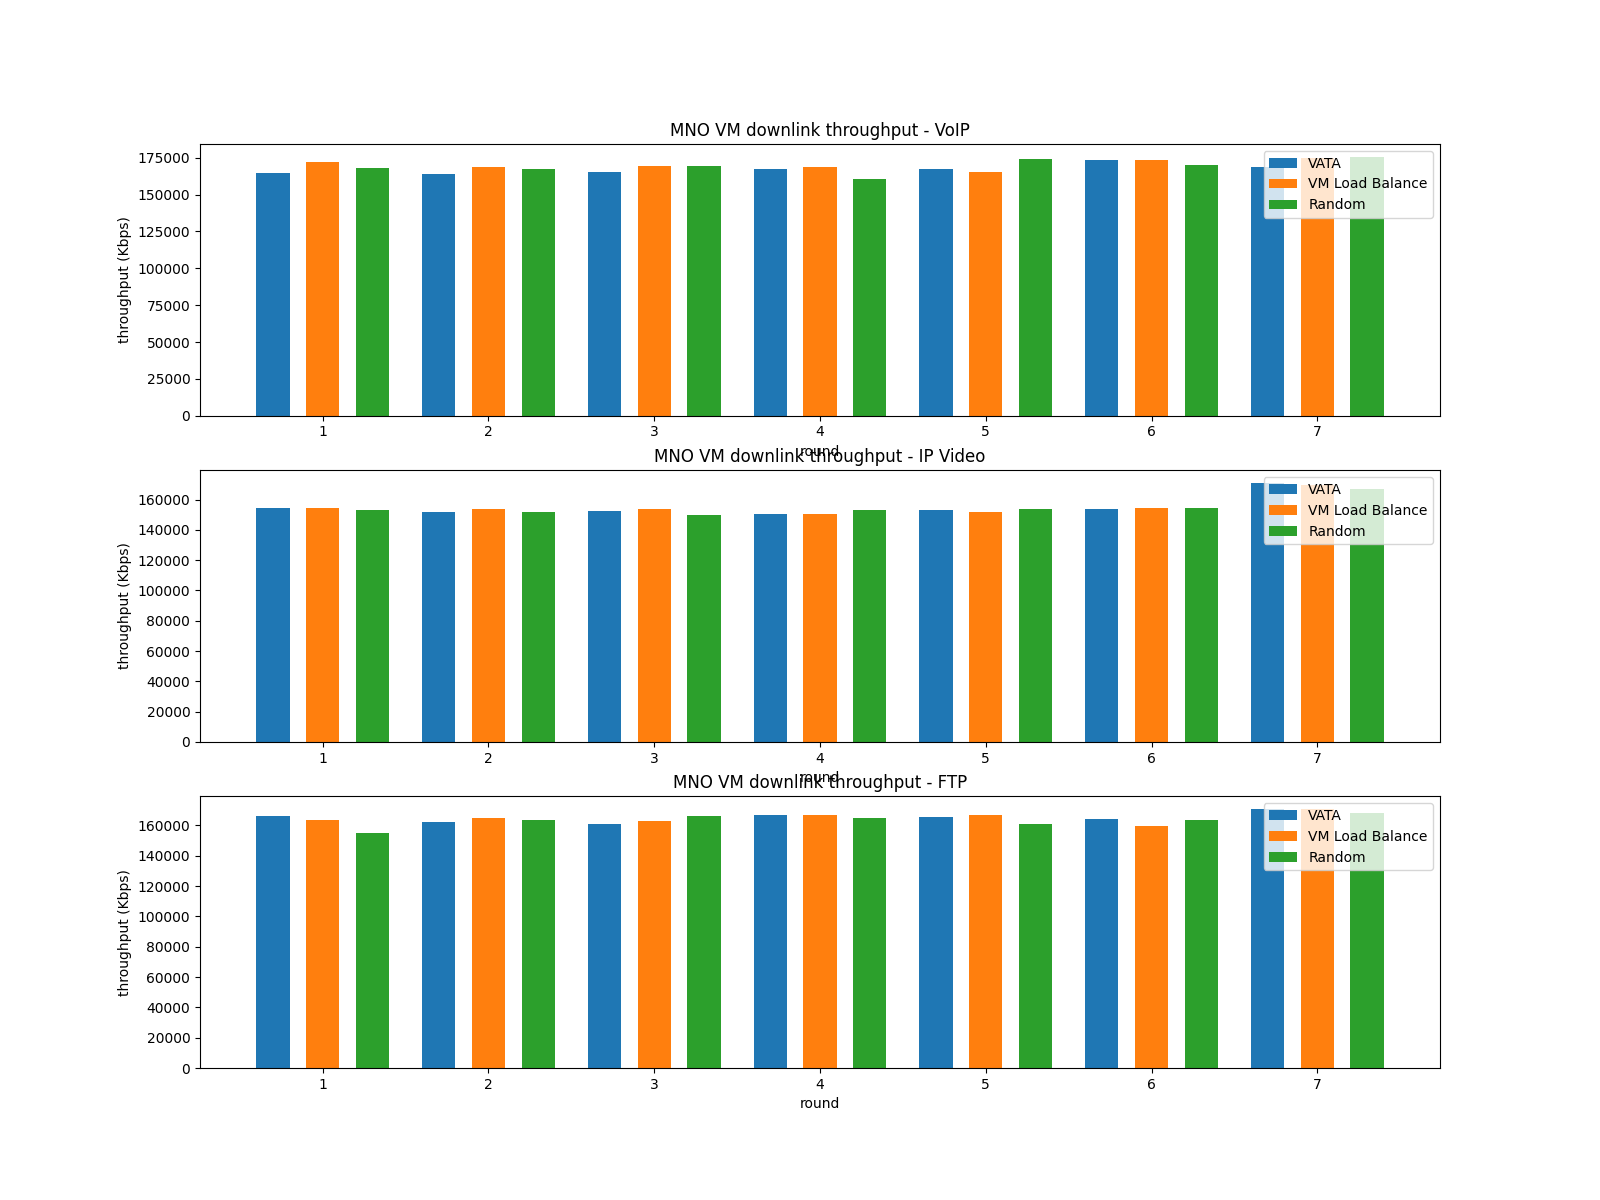 MNO VM downlink throughput - VoIP
throughput (Kbps)
175000
150000
125000
100000
75000
50000
25000
0
VATA
VM Load Balance
Random
1 2 3 4 5 6 7
round
MNO VM downlink throughput - IP Video
throughput (Kbps)
160000
140000
120000
100000
80000
60000
40000
20000
0
VATA
VM Load Balance
Random
1 2 3 4 5 6 7
round
MNO VM downlink throughput - FTP
throughput (Kbps)
160000
140000
120000
100000
80000
60000
40000
20000
0
VATA
VM Load Balance
Random
1 2 3 4 5 6 7
round